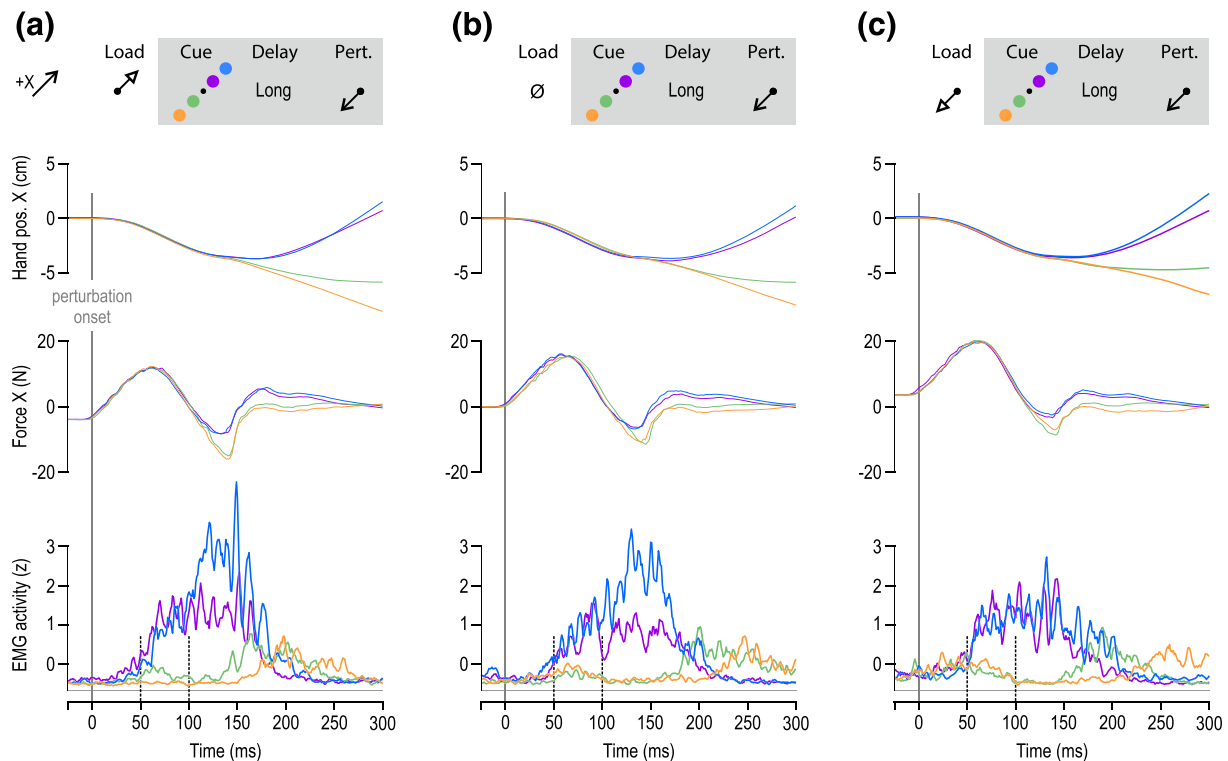 (a)
Load Cue Delay Pert.
+X
Long
(b)
Load Cue Delay Pert.
Ø
Long
(c)
Load Cue Delay Pert.
Long
Hand pos. X (cm)
5
0
-5
perturbation
onset
5
0
-5
5
0
-5
Force X (N)
20
0
-20
20
0
-20
20
0
-20
EMG activity (z)
3
2
1
0
3
2
1
0
3
2
1
0
0 50 100 150 200 250 300
Time (ms)
0 50 100 150 200 250 300
Time (ms)
0 50 100 150 200 250 300
Time (ms)